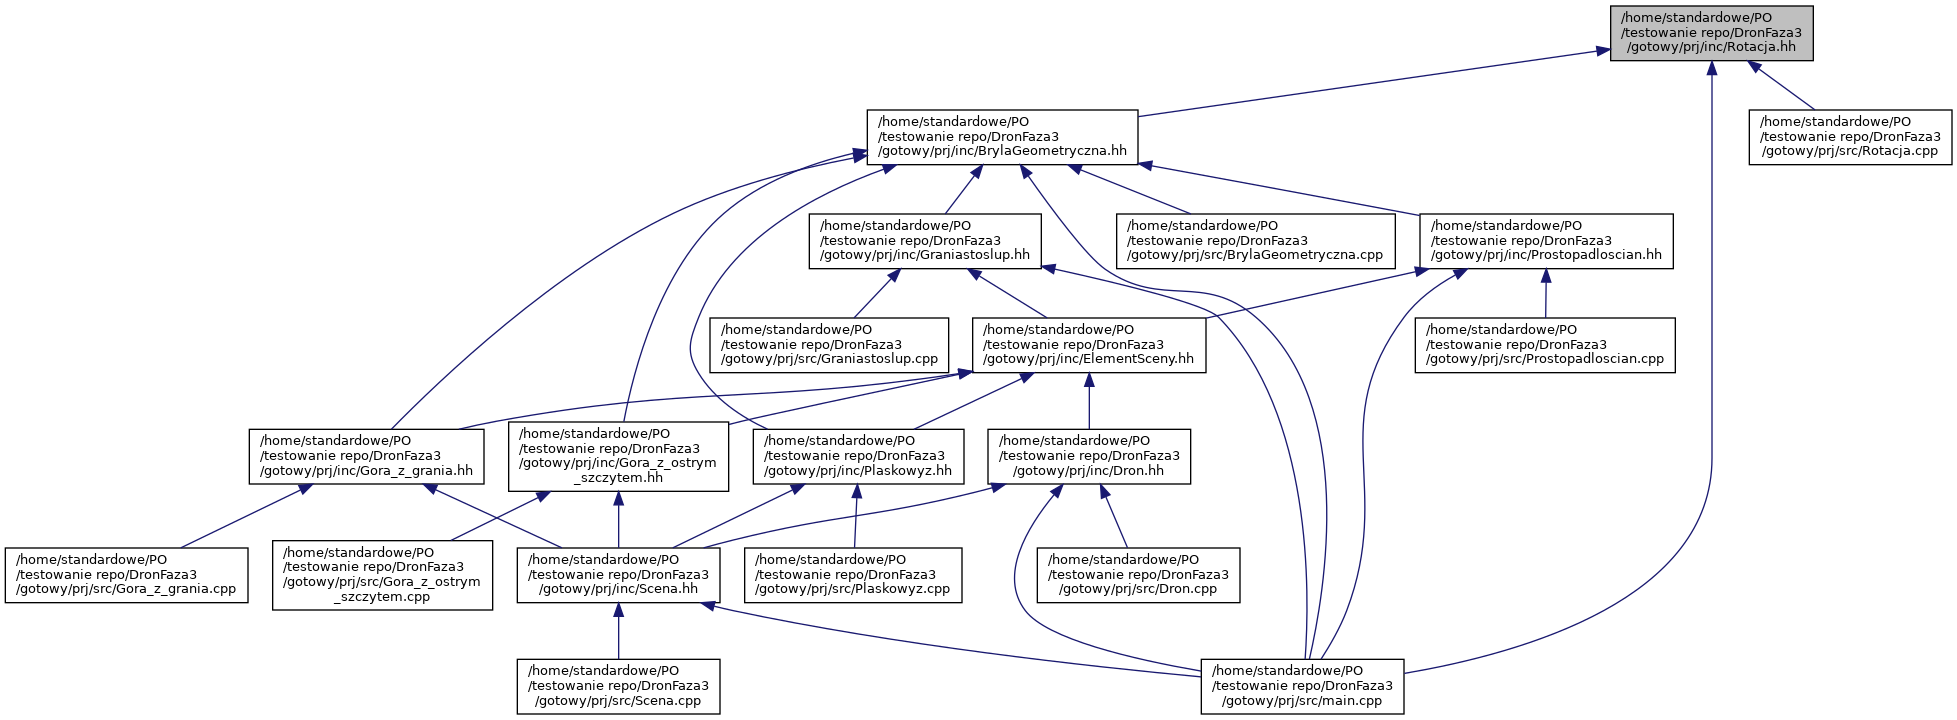 /home/standardowe/PO
/testowanie repo/DronFaza3
/gotowy/prj/inc/Rotacja.hh
/home/standardowe/PO
/testowanie repo/DronFaza3
/gotowy/prj/inc/BrylaGeometryczna.hh
/home/standardowe/PO
/testowanie repo/DronFaza3
/gotowy/prj/src/Rotacja.cpp
/home/standardowe/PO
/testowanie repo/DronFaza3
/gotowy/prj/inc/Graniastoslup.hh
/home/standardowe/PO
/testowanie repo/DronFaza3
/gotowy/prj/src/BrylaGeometryczna.cpp
/home/standardowe/PO
/testowanie repo/DronFaza3
/gotowy/prj/inc/Prostopadloscian.hh
/home/standardowe/PO
/testowanie repo/DronFaza3
/gotowy/prj/src/Graniastoslup.cpp
/home/standardowe/PO
/testowanie repo/DronFaza3
/gotowy/prj/inc/ElementSceny.hh
/home/standardowe/PO
/testowanie repo/DronFaza3
/gotowy/prj/src/Prostopadloscian.cpp
/home/standardowe/PO
/testowanie repo/DronFaza3
/gotowy/prj/inc/Gora_z_grania.hh
/home/standardowe/PO
/testowanie repo/DronFaza3
/gotowy/prj/inc/Gora_z_ostrym
_szczytem.hh
/home/standardowe/PO
/testowanie repo/DronFaza3
/gotowy/prj/inc/Plaskowyz.hh
/home/standardowe/PO
/testowanie repo/DronFaza3
/gotowy/prj/inc/Dron.hh
/home/standardowe/PO
/testowanie repo/DronFaza3
/gotowy/prj/src/Gora_z_grania.cpp
/home/standardowe/PO
/testowanie repo/DronFaza3
/gotowy/prj/src/Gora_z_ostrym
_szczytem.cpp
/home/standardowe/PO
/testowanie repo/DronFaza3
/gotowy/prj/inc/Scena.hh
/home/standardowe/PO
/testowanie repo/DronFaza3
/gotowy/prj/src/Plaskowyz.cpp
/home/standardowe/PO
/testowanie repo/DronFaza3
/gotowy/prj/src/Dron.cpp
/home/standardowe/PO
/testowanie repo/DronFaza3
/gotowy/prj/src/Scena.cpp
/home/standardowe/PO
/testowanie repo/DronFaza3
/gotowy/prj/src/main.cpp